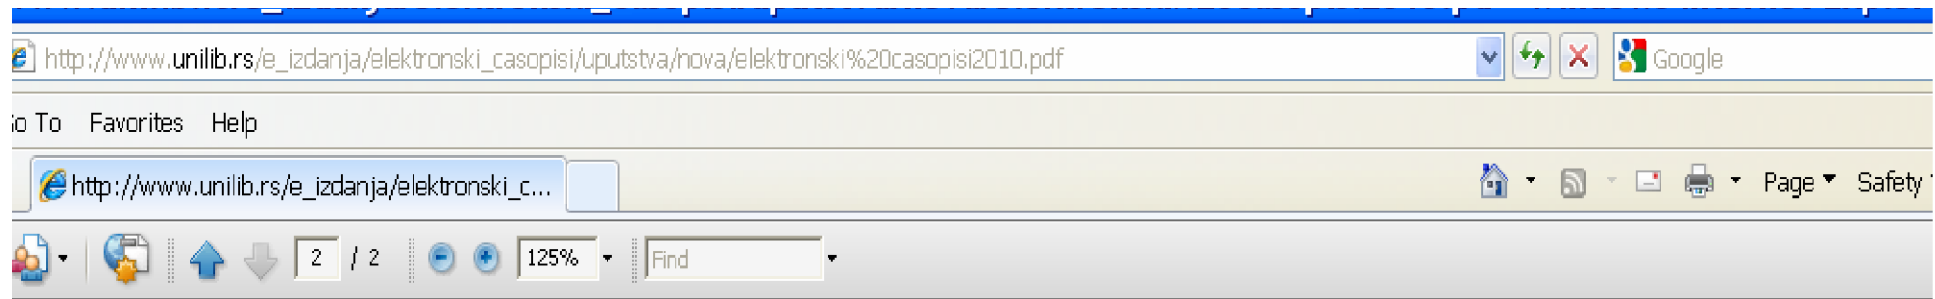 http://www.unilib.rs/e_izdanja/elektronski_casopisi/uputstva/nova/elektronski%20casopisi2010.pdf Google
Go To Favorites Help
http://www.unilib.rs/e_izdanja/elektronski_c... Page Safety
2 / 2 125% Find